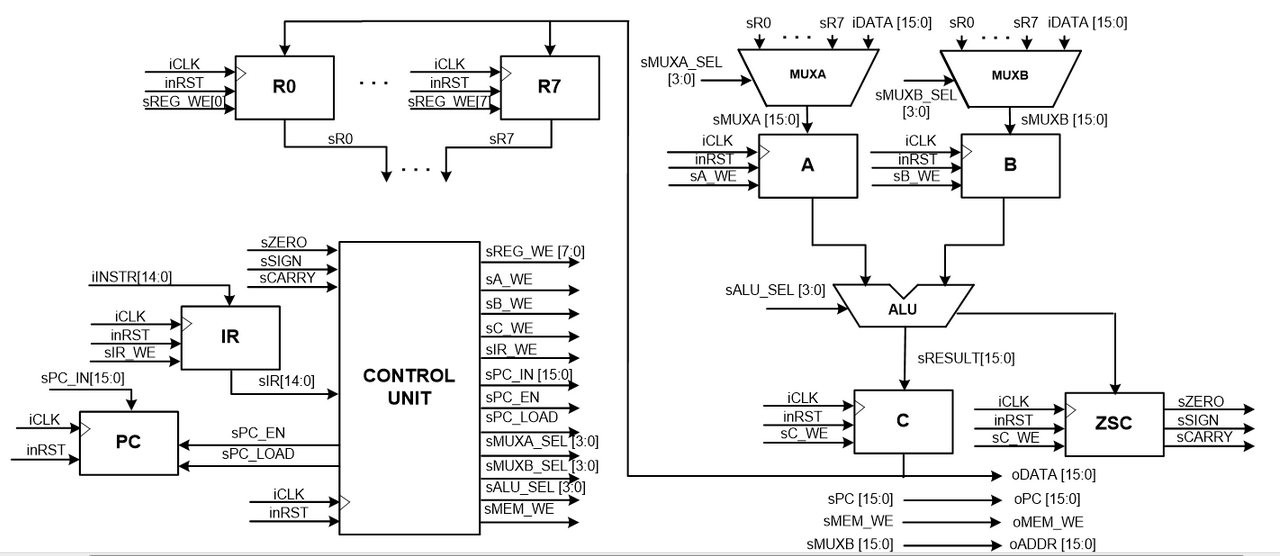 iCLK
inRST
sREG_WE[0]
R0
. . .
iCLK
inRST
sREG_WE[7]
R7
sR0
sR7
. . .
sR0
. . .
sR7
iDATA [15:0]
sMUXA_SEL
[3:0]
MUXA
sMUXA [15:0]
iCLK
inRST
sA_WE
A
sR0
. . .
sR7
iDATA [15:0]
sMUXB_SEL
[3:0]
MUXB
sMUXB [15:0]
iCLK
inRST
sB_WE
B
sZERO
sSIGN
sCARRY
iINSTR[14:0]
iCLK
inRST
sIR_WE
IR
sIR[14:0]
sPC_IN[15:0]
iCLK
inRST
PC
sPC_EN
sPC_LOAD
iCLK
inRST
CONTROL
UNIT
sREG_WE [7:0]
sA_WE
sB_WE
sC_WE
sIR_WE
sPC_IN [15:0]
sPC_EN
sPC_LOAD
sMUXA_SEL [3:0]
sMUXB_SEL [3:0]
sALU_SEL [3:0]
sMEM_WE
sALU_SEL [3:0]
ALU
sRESULT[15:0]
iCLK
inRST
sC_WE
C
iCLK
inRST
sC_WE
ZSC
sZERO
sSIGN
sCARRY
oDATA [15:0]
sPC [15:0]
oPC [15:0]
sMEM_WE
oMEM_WE
sMUXB [15:0]
oADDR [15:0]